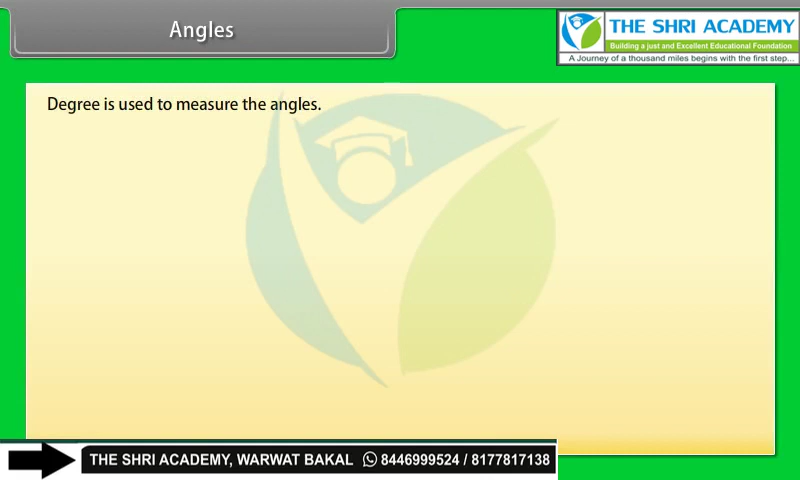 Angles
THE SHRI ACADEMY
Building a just and Excellent Educational Foundation
A Journey of a thousand miles begins with the first step...
Degree is used to measure the angles.
THE SHRI ACADEMY, WARWAT BAKAL 8446999524 / 8177817138